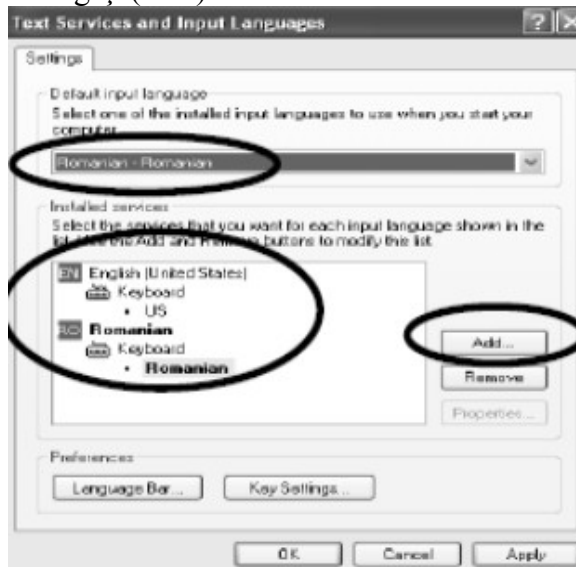 Text Services and Input Languages
Settings
Default input language
Select one of the installed input languages to use when you start your
computer.
Romanian - Romanian
Installed services
Select the services that you want for each input language shown in the
list. Use the Add and Remove buttons to modify this list.
EN English (United States)
Keyboard
• US
RO Romanian
Keyboard
• Romanian
Add...
Remove
Properties...
Preferences
Language Bar... Key Settings...
OK Cancel Apply